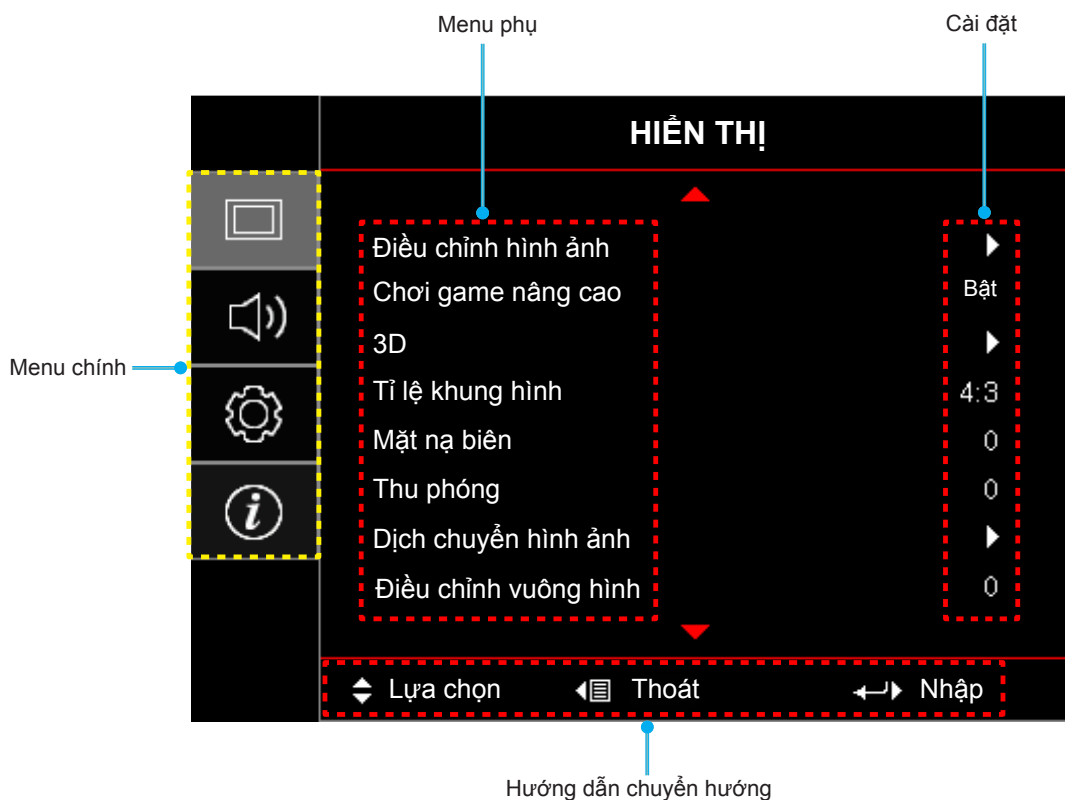 Menu phụ
Cài đặt
HIỂN THỊ
Điều chỉnh hình ảnh
Chơi game nâng cao Bật
3D
Menu chính
Tỉ lệ khung hình 4:3
Mặt nạ biên 0
Thu phóng 0
Dịch chuyển hình ảnh
Điều chỉnh vuông hình 0
Lựa chọn Thoát Nhập
Hướng dẫn chuyển hướng